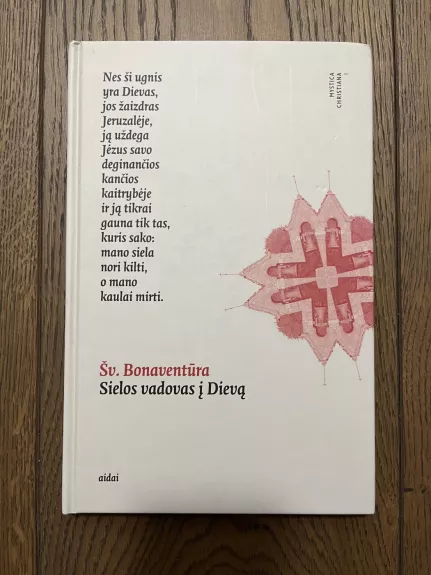 Nes ši ugnis
yra Dievas,
jos žaizdras
Jeruzalėje,
ją uždega
Jėzus savo
deginančios
kančios
kaitrybėje
ir ją tikrai
gauna tik tas,
kuris sako:
mano siela
nori kilti,
o mano
kaulai mirti.
MYSTICA
CHRISTIANA
Šv. Bonaventūra
Sielos vadovas į Dievą
aidai